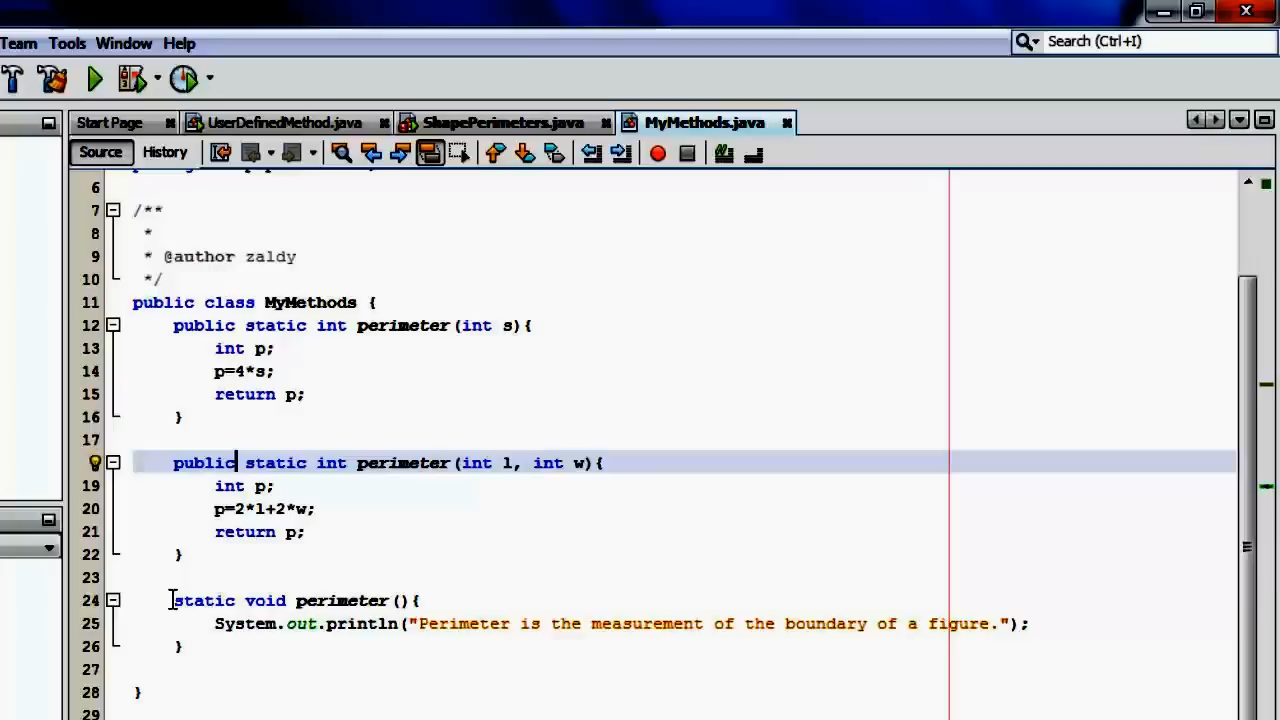 Team Tools Window Help
Search (Ctrl+I)
Start Page UserDefinedMethod.java ShapePerimeters.java MyMethods.java
Source History
6
7 /**
8 *
9 * @author zaldy
10 */
11 public class MyMethods {
12 public static int perimeter(int s){
13 int p;
14 p=4*s;
15 return p;
16 }
17
public static int perimeter(int l, int w){
19 int p;
20 p=2*l+2*w;
21 return p;
22 }
23
24 static void perimeter(){
25 System.out.println("Perimeter is the measurement of the boundary of a figure.");
26 }
27
28 }
29